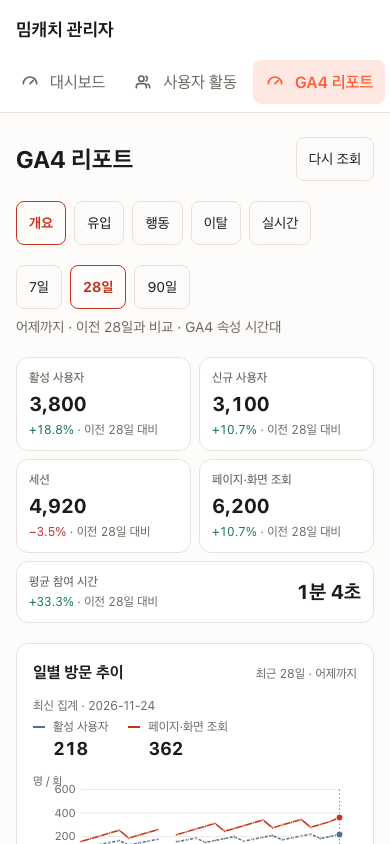 밈캐치 관리자
대시보드 사용자 활동 GA4 리포트
GA4 리포트 다시 조회
개요 유입 행동 이탈 실시간
7일 28일 90일
어제까지 · 이전 28일과 비교 · GA4 속성 시간대
활성 사용자
3,800
+18.8% · 이전 28일 대비
신규 사용자
3,100
+10.7% · 이전 28일 대비
세션
4,920
−3.5% · 이전 28일 대비
페이지·화면 조회
6,200
+10.7% · 이전 28일 대비
평균 참여 시간
+33.3% · 이전 28일 대비
1분 4초
일별 방문 추이 최근 28일 · 어제까지
최신 집계 · 2026-11-24
활성 사용자 페이지·화면 조회
218 362
명 / 회
600
400
200